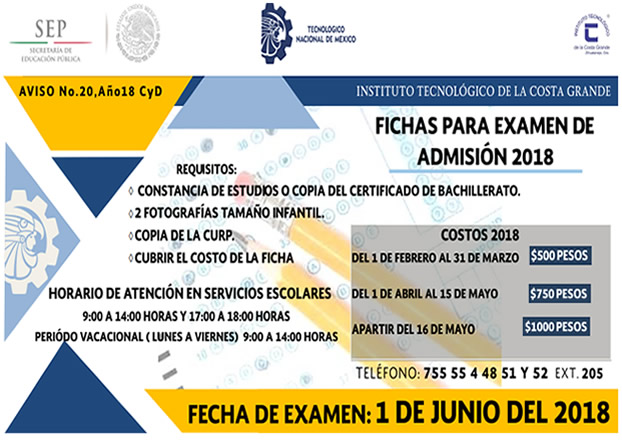 SEP
SECRETARÍA DE
EDUCACIÓN PÚBLICA
TECNOLÓGICO
NACIONAL DE MÉXICO
INSTITUTO TECNOLÓGICO
de la Costa Grande
AVISO No.20,Año18 CyD
INSTITUTO TECNOLÓGICO DE LA COSTA GRANDE
FICHAS PARA EXAMEN DE
ADMISIÓN 2018
REQUISITOS:
◊ CONSTANCIA DE ESTUDIOS O COPIA DEL CERTIFICADO DE BACHILLERATO.
◊ 2 FOTOGRAFÍAS TAMAÑO INFANTIL.
◊ COPIA DE LA CURP.
◊ CUBRIR EL COSTO DE LA FICHA
HORARIO DE ATENCIÓN EN SERVICIOS ESCOLARES
9:00 A 14:00 HORAS Y 17:00 A 18:00 HORAS
PERIÓDO VACACIONAL ( LUNES A VIERNES) 9:00 A 14:00 HORAS
COSTOS 2018
DEL 1 DE FEBRERO AL 31 DE MARZO $500 PESOS
DEL 1 DE ABRIL AL 15 DE MAYO $750 PESOS
APARTIR DEL 16 DE MAYO $1000 PESOS
TELÉFONO: 755 55 4 48 51 Y 52 EXT. 205
FECHA DE EXAMEN: 1 DE JUNIO DEL 2018